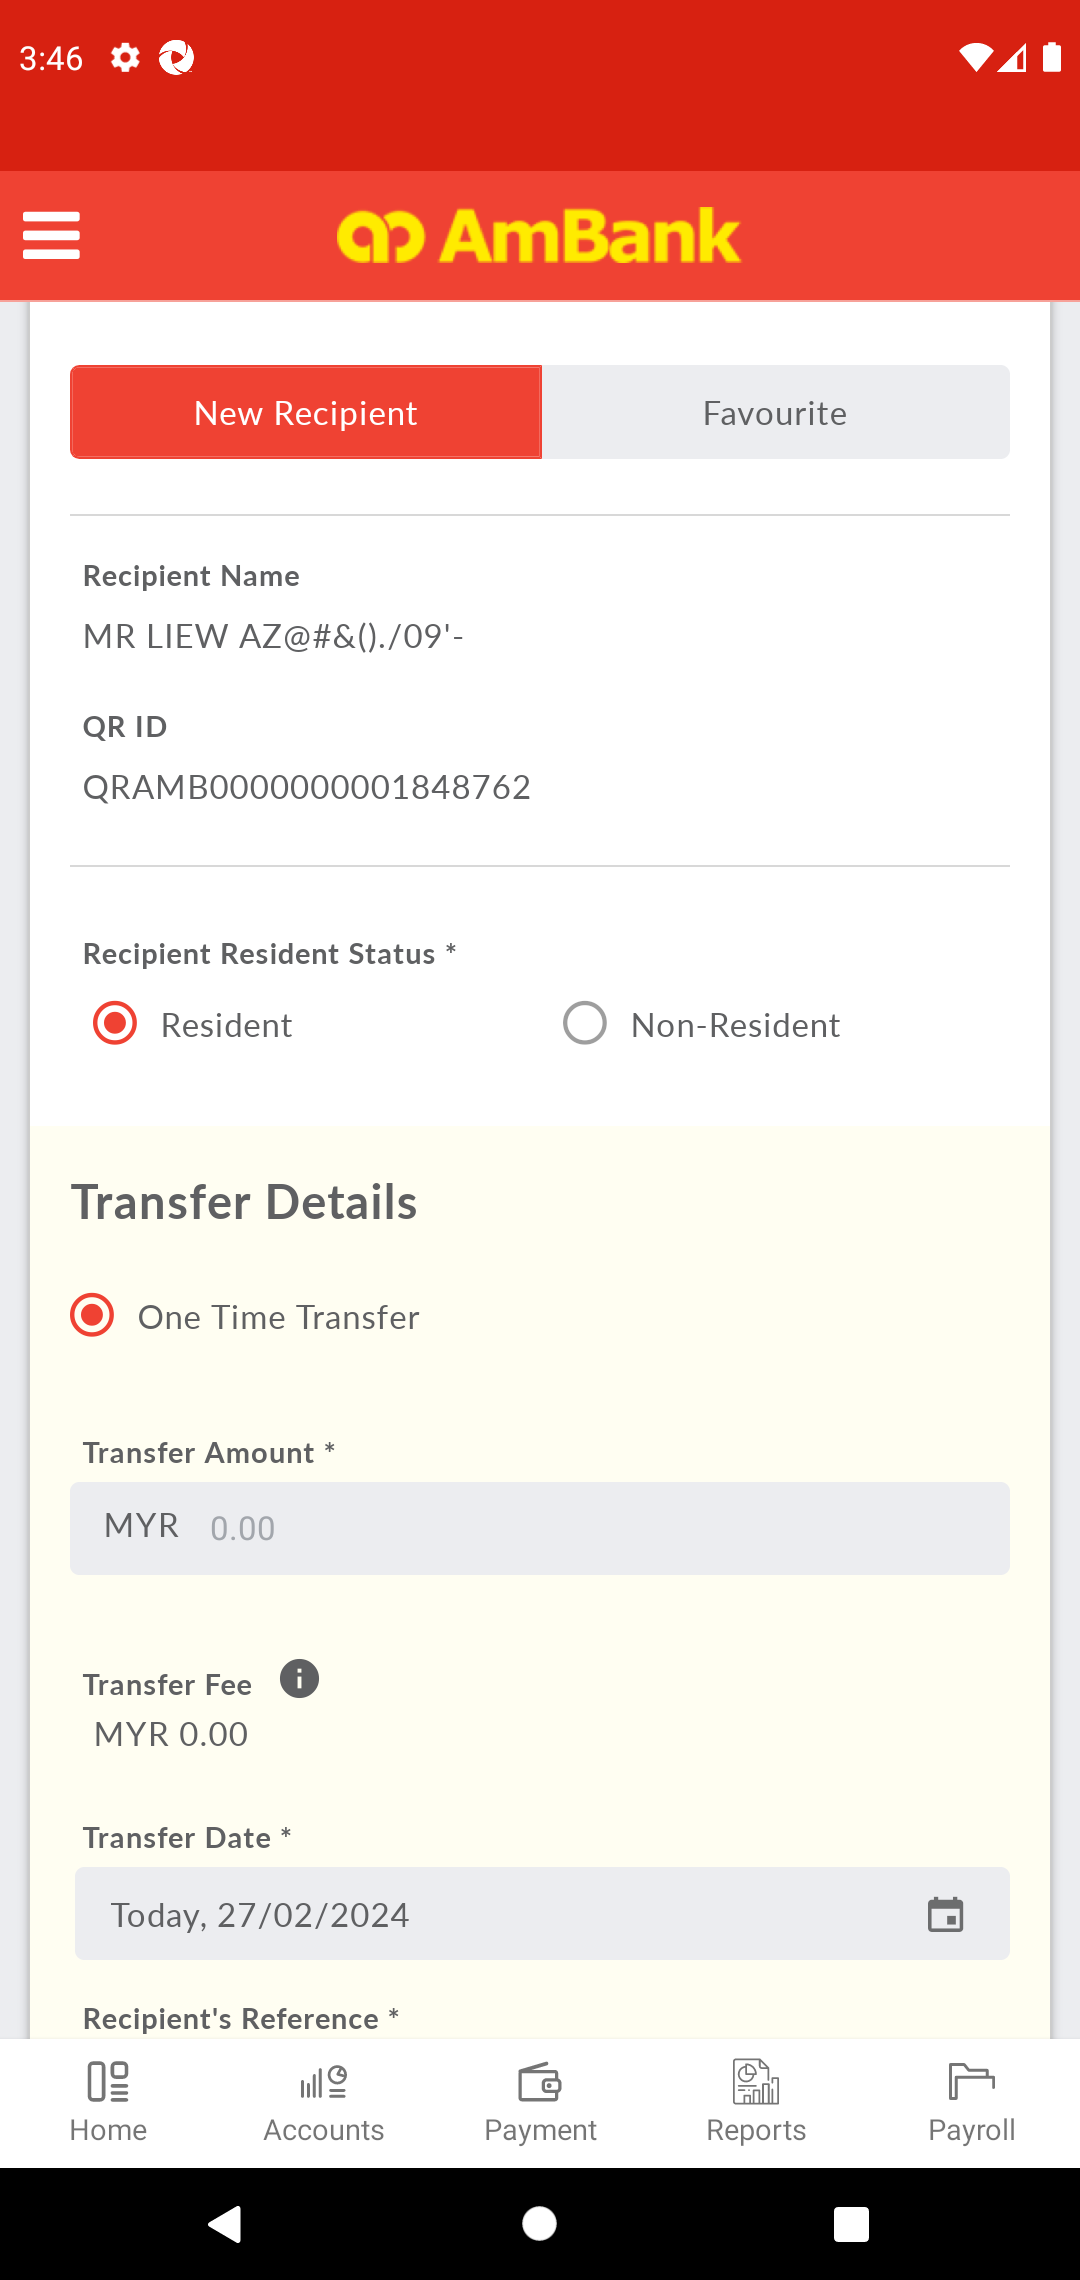 3:46
AmBank
New Recipient Favourite
Recipient Name
MR LIEW AZ@#&()./09'-
QR ID
QRAMB0000000001848762
Recipient Resident Status *
Resident Non-Resident
Transfer Details
One Time Transfer
Transfer Amount *
MYR 0.00
Transfer Fee
MYR 0.00
Transfer Date *
Today, 27/02/2024
Recipient's Reference *
Home Accounts Payment Reports Payroll